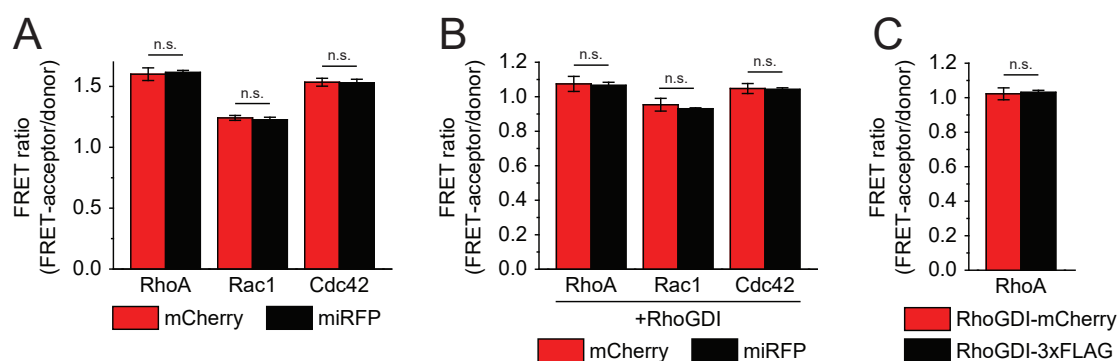 A
FRET ratio
(FRET-acceptor/donor)
1.5
1.0
0.5
0.0
n.s.
n.s.
n.s.
RhoA
Rac1
Cdc42
mCherry
miRFP
B
FRET ratio
(FRET-acceptor/donor)
1.2
1.0
0.8
0.6
0.4
0.2
0.0
n.s.
n.s.
n.s.
RhoA
Rac1
Cdc42
+RhoGDI
mCherry
miRFP
C
FRET ratio
(FRET-acceptor/donor)
1.2
1.0
0.8
0.6
0.4
0.2
0.0
n.s.
RhoA
RhoGDI-mCherry
RhoGDI-3xFLAG